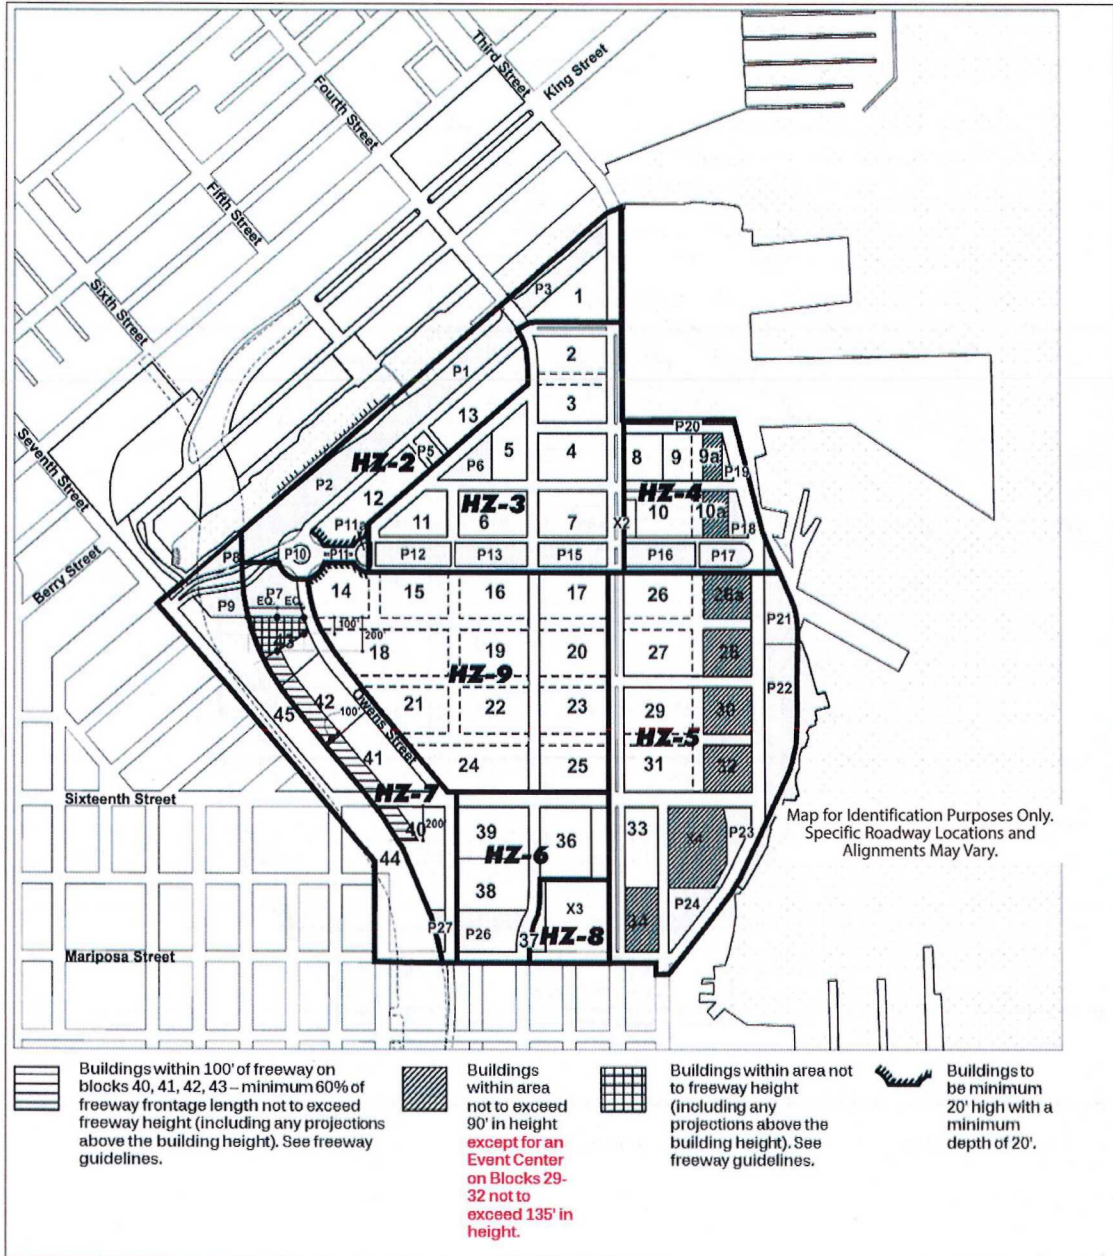 Third Street
King Street
Fourth Street
Fifth Street
Sixth Street
Seventh Street
Berry Street
P3
1
2
P1
3
13
P20
P5
5
4
8
9
9a
P19
HZ-2
P6
P2
12
HZ-3
HZ-4
11
6
7
X2
10
10a
P18
P11a
P8
P10
P11
P12
P13
P15
P16
P17
P7
14
15
16
17
26
26a
P9
EQ.
EQ.
P21
100'
43
200'
18
19
20
27
28
HZ-9
P22
42
Owens Street
21
22
23
29
30
45
100'
HZ-5
41
24
25
31
32
HZ-7
Sixteenth Street
40
200'
39
36
33
X4
P23
Map for Identification Purposes Only.
Specific Roadway Locations and
Alignments May Vary.
44
HZ-6
38
X3
P24
34
P27
P26
37
HZ-8
Mariposa Street
Buildings within 100' of freeway on
blocks 40, 41, 42, 43 – minimum 60% of
freeway frontage length not to exceed
freeway height (including any projections
above the building height). See freeway
guidelines.
Buildings
within area
not to exceed
90' in height
except for an
Event Center
on Blocks 29-
32 not to
exceed 135' in
height.
Buildings within area not
to freeway height
(including any
projections above the
building height). See
freeway guidelines.
Buildings to
be minimum
20' high with a
minimum
depth of 20'.